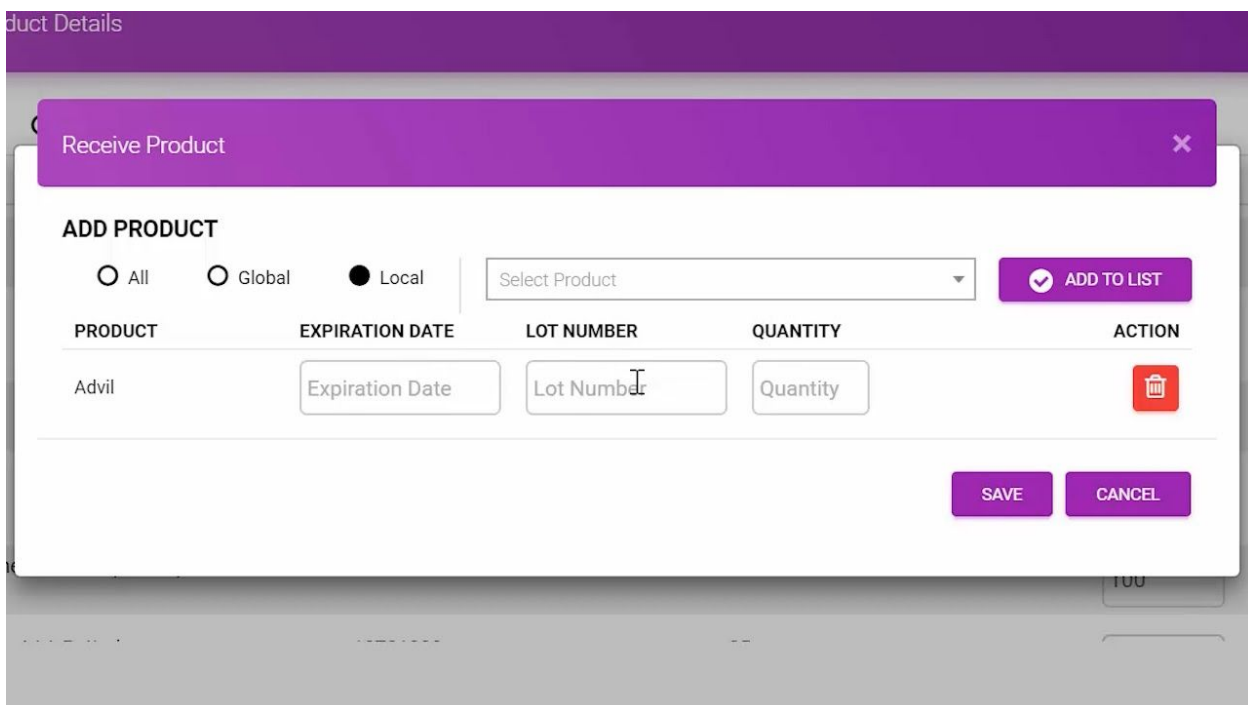 duct Details
Receive Product
ADD PRODUCT
All Global Local Select Product ADD TO LIST
PRODUCT EXPIRATION DATE LOT NUMBER QUANTITY ACTION
Advil Expiration Date Lot Number Quantity
SAVE CANCEL
100